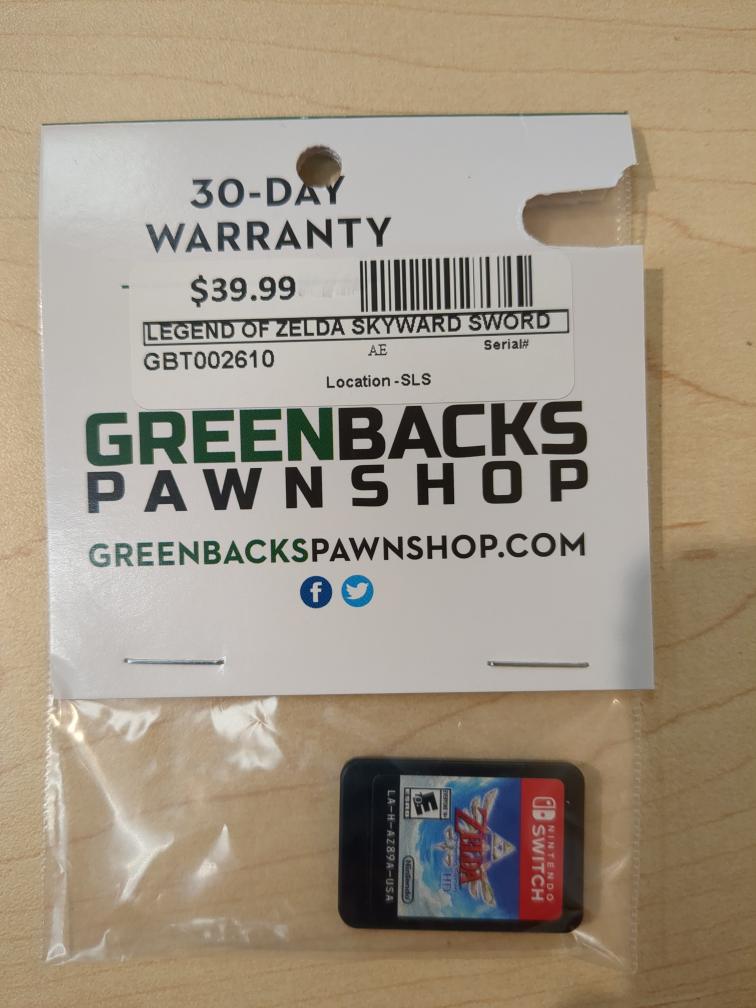 30-DAY
WARRANTY
$39.99
LEGEND OF ZELDA SKYWARD SWORD
GBT002610
AE
Serial#
Location -SLS
GREENBACKS
PAWNSHOP
GREENBACKSPAWNSHOP.COM
f
NINTENDO
SWITCH
ZELDA
HD
E
Nintendo
LA-H-AZ89A-USA